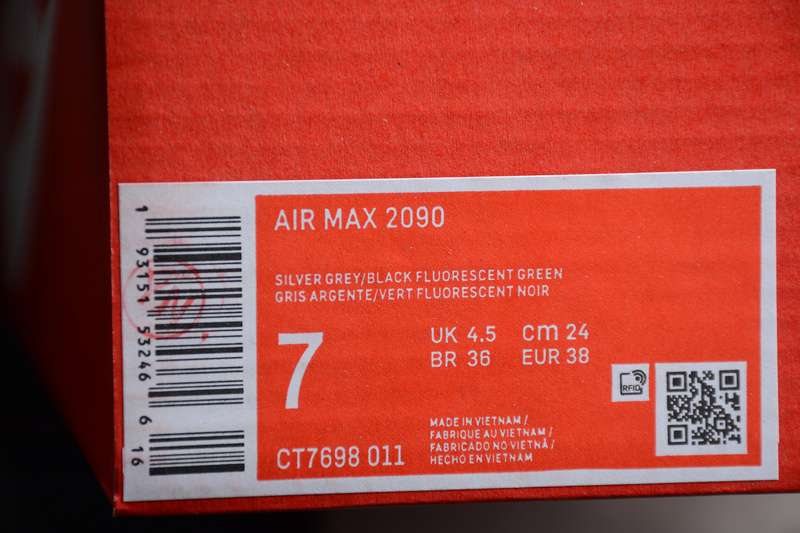 AIR MAX 2090
SILVER GREY/BLACK FLUORESCENT GREEN
GRIS ARGENTE/VERT FLUORESCENT NOIR
7
UK 4.5 cm 24
BR 36 EUR 38
RFID
MADE IN VIETNAM /
FABRIQUE AU VIETNAM /
FABRICADO NO VIETNÃ /
HECHO EN VIETNAM
CT7698 011
1 93151 53246 6 16